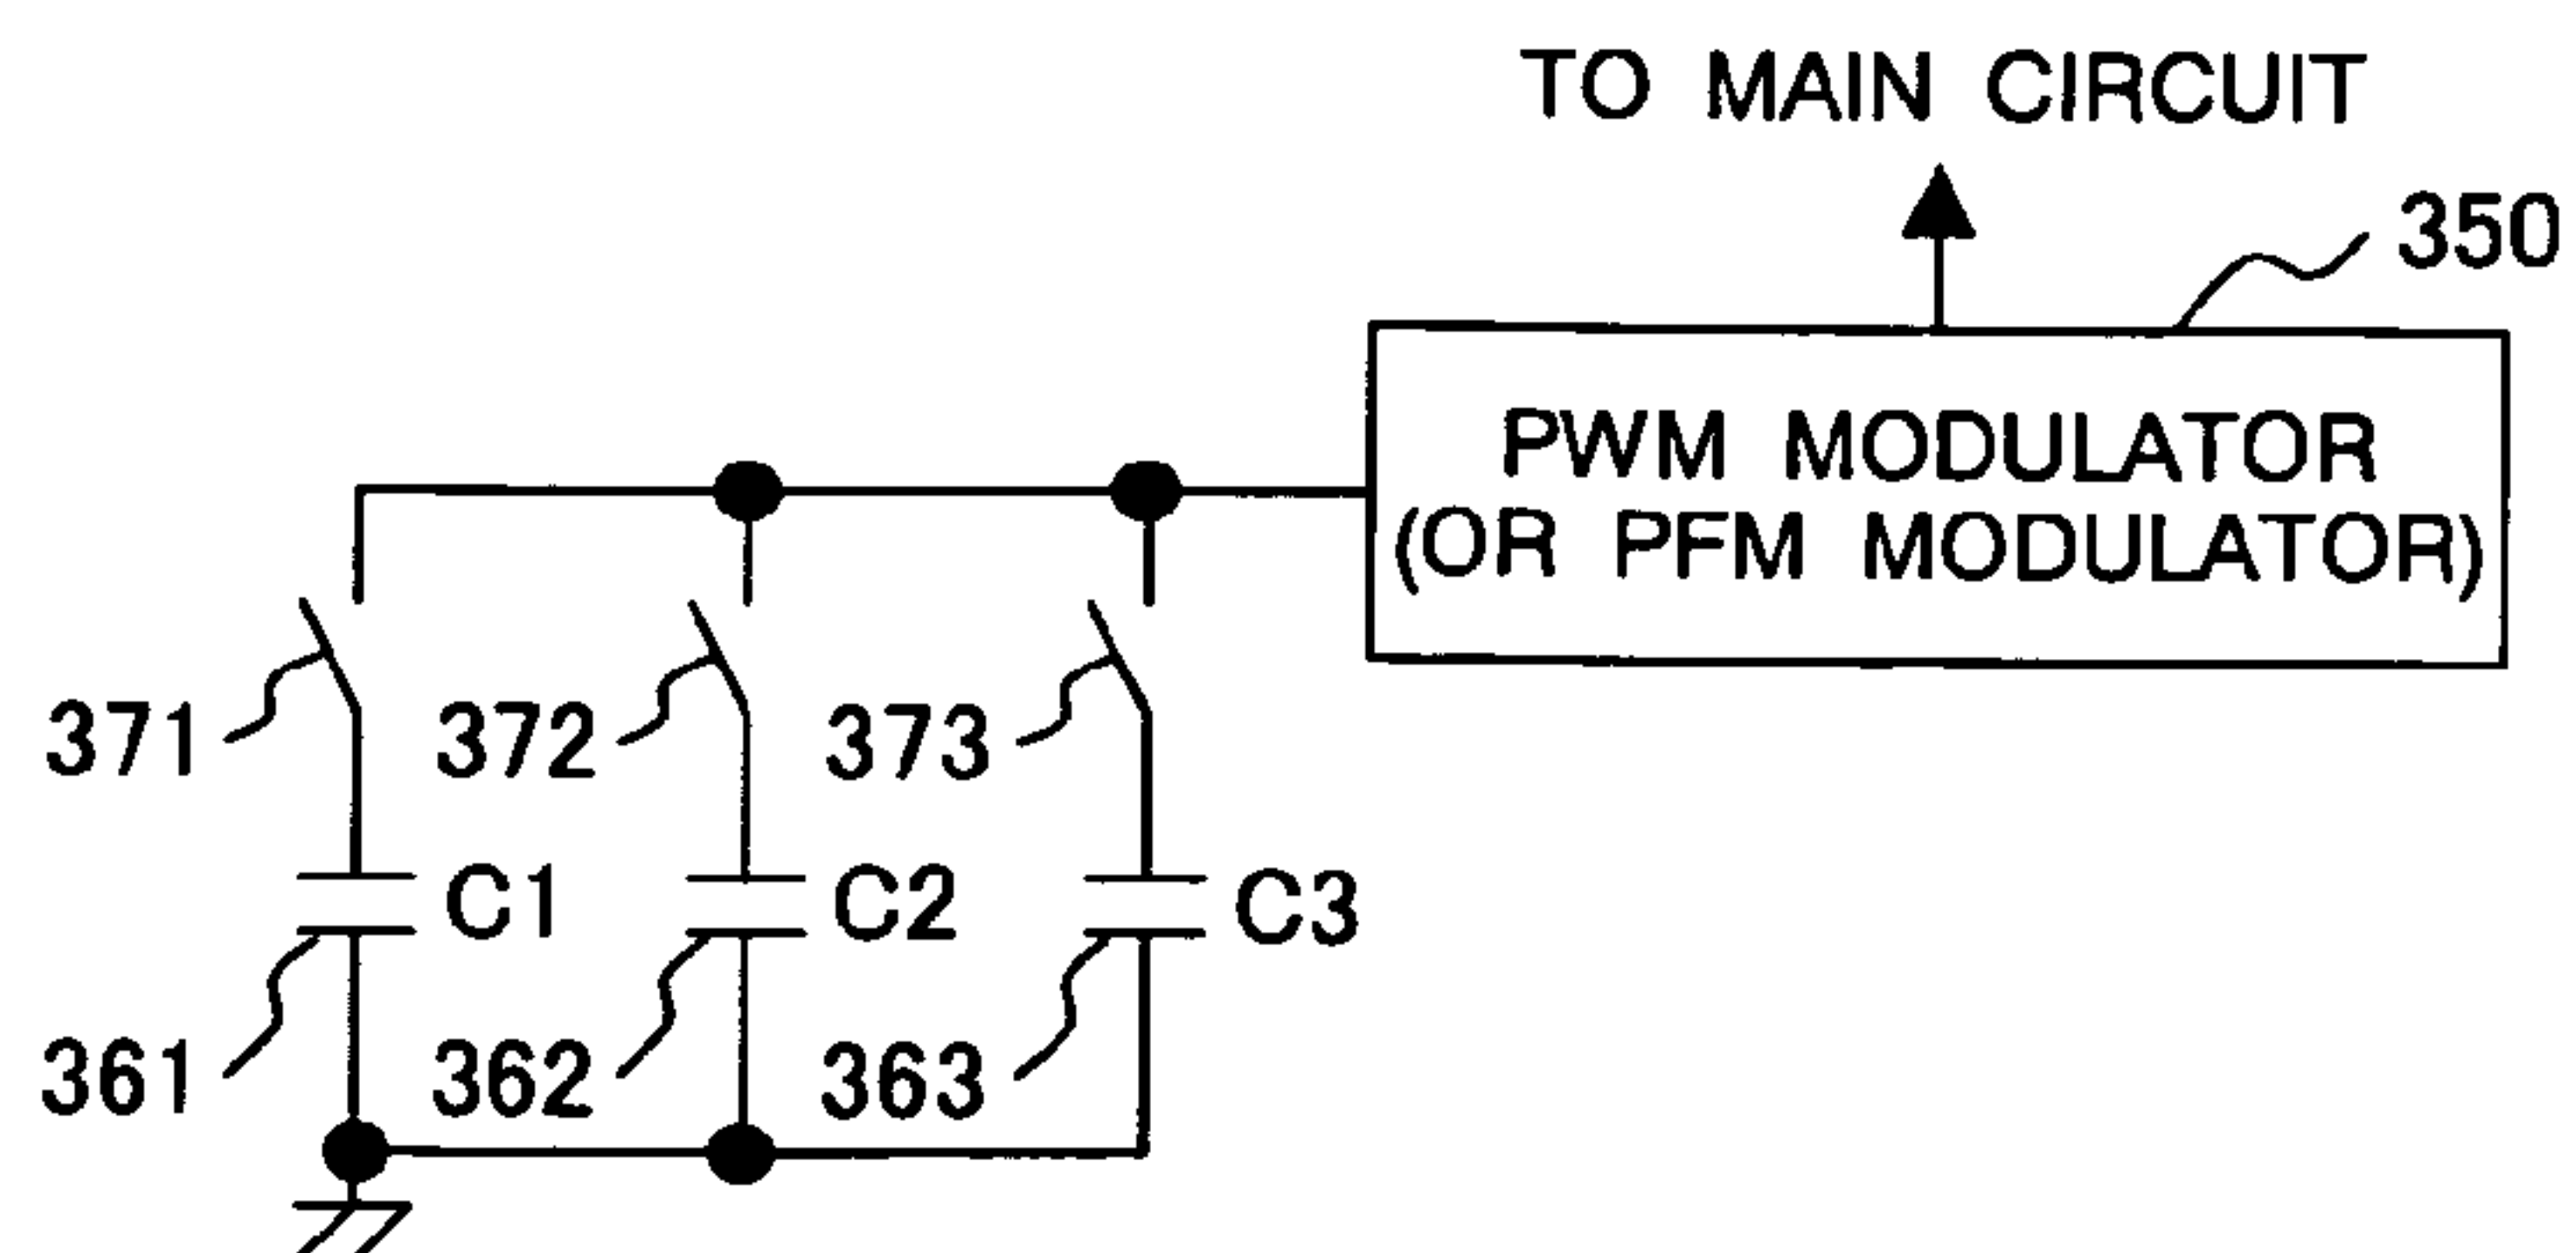 TO MAIN CIRCUIT
350
PWM MODULATOR
(OR PFM MODULATOR)
371
372
373
C1
C2
C3
361
362
363